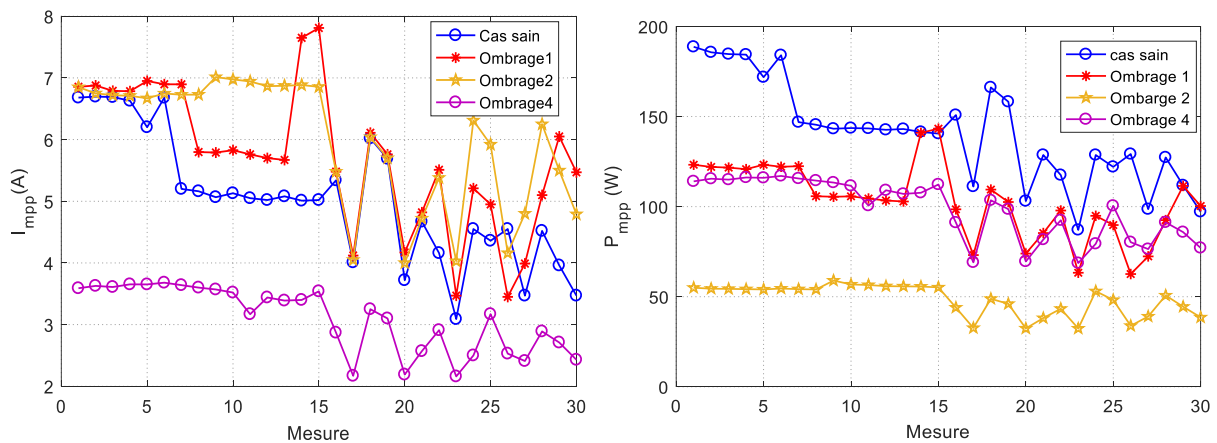 8
7
6
5
4
3
2
0
5
10
15
20
25
30
I mpp (A)
Mesure
Cas sain
Ombrage1
Ombrage2
Ombrage4
200
150
100
50
0
0
5
10
15
20
25
30
P mpp (W)
Mesure
cas sain
Ombrage 1
Ombarge 2
Ombrage 4